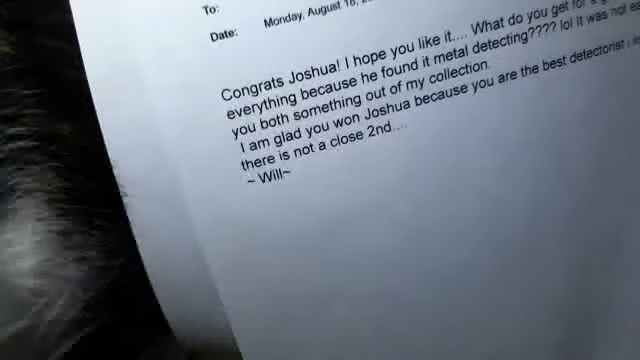 To:
Date: Monday, August 16,
Congrats Joshua! I hope you like it.... What do you get for a
everything because he found it metal detecting???? lol It was not
you both something out of my collection.
I am glad you won Joshua because you are the best detectorist I
there is not a close 2nd....
~ Will~